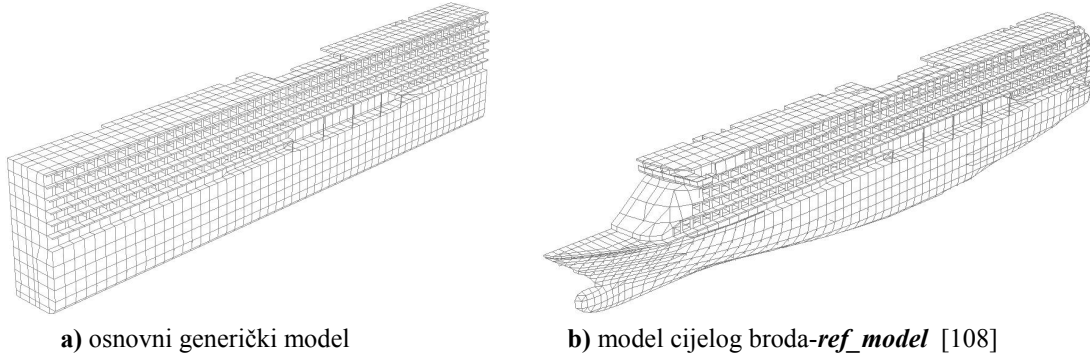 a) osnovni generički model
b) model cijelog broda-ref_model [108]